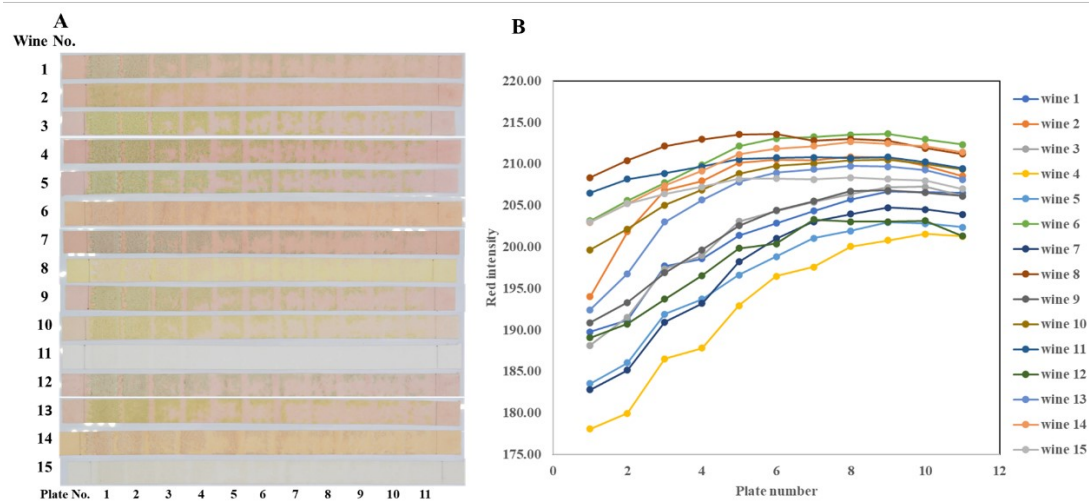 A
Wine No.
1
2
3
4
5
6
7
8
9
10
11
12
13
14
15
Plate No. 1 2 3 4 5 6 7 8 9 10 11
B
220.00
215.00
210.00
205.00
200.00
195.00
190.00
185.00
180.00
175.00
Red intensity
0 2 4 6 8 10 12
Plate number
wine 1
wine 2
wine 3
wine 4
wine 5
wine 6
wine 7
wine 8
wine 9
wine 10
wine 11
wine 12
wine 13
wine 14
wine 15